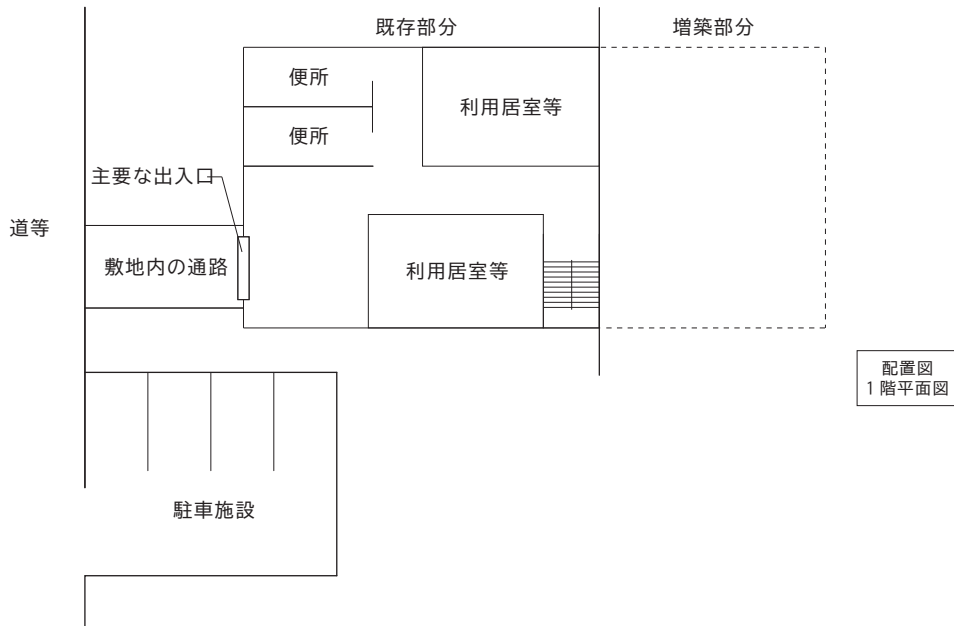 既存部分
増築部分
便所
利用居室等
便所
主要な出入口
道等
敷地内の通路
利用居室等
配置図
1階平面図
駐車施設